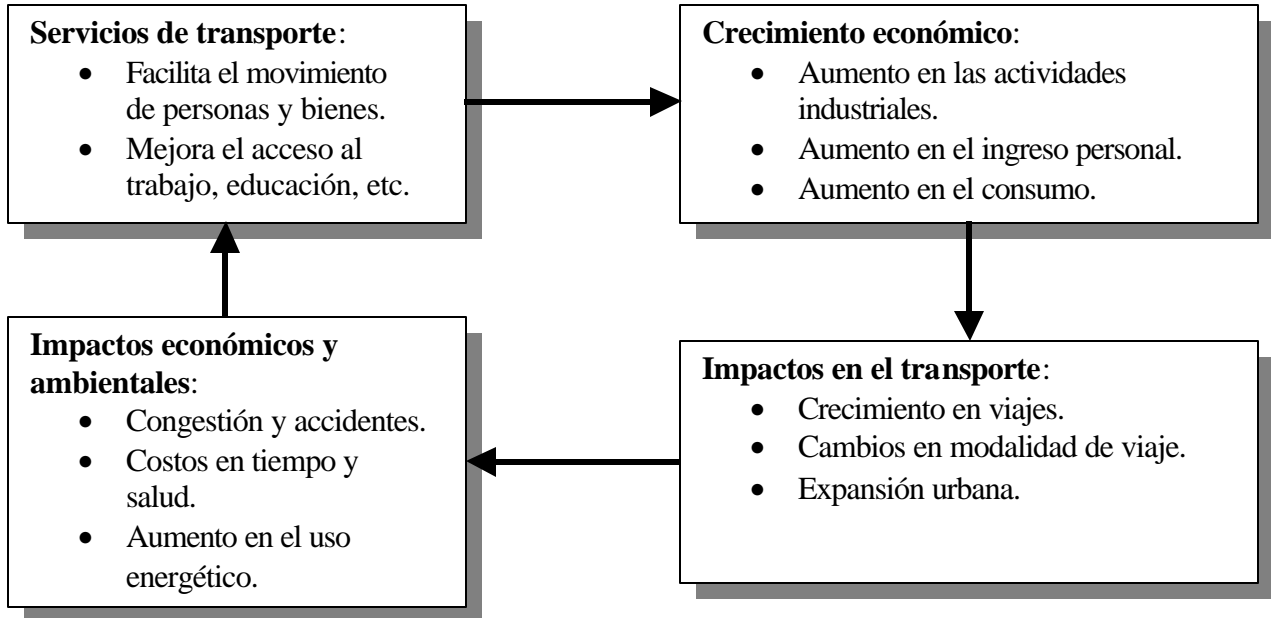 Servicios de transporte:
• Facilita el movimiento
de personas y bienes.
• Mejora el acceso al
trabajo, educación, etc.
Crecimiento económico:
• Aumento en las actividades
industriales.
• Aumento en el ingreso personal.
• Aumento en el consumo.
Impactos económicos y
ambientales:
• Congestión y accidentes.
• Costos en tiempo y
salud.
• Aumento en el uso
energético.
Impactos en el transporte:
• Crecimiento en viajes.
• Cambios en modalidad de viaje.
• Expansión urbana.